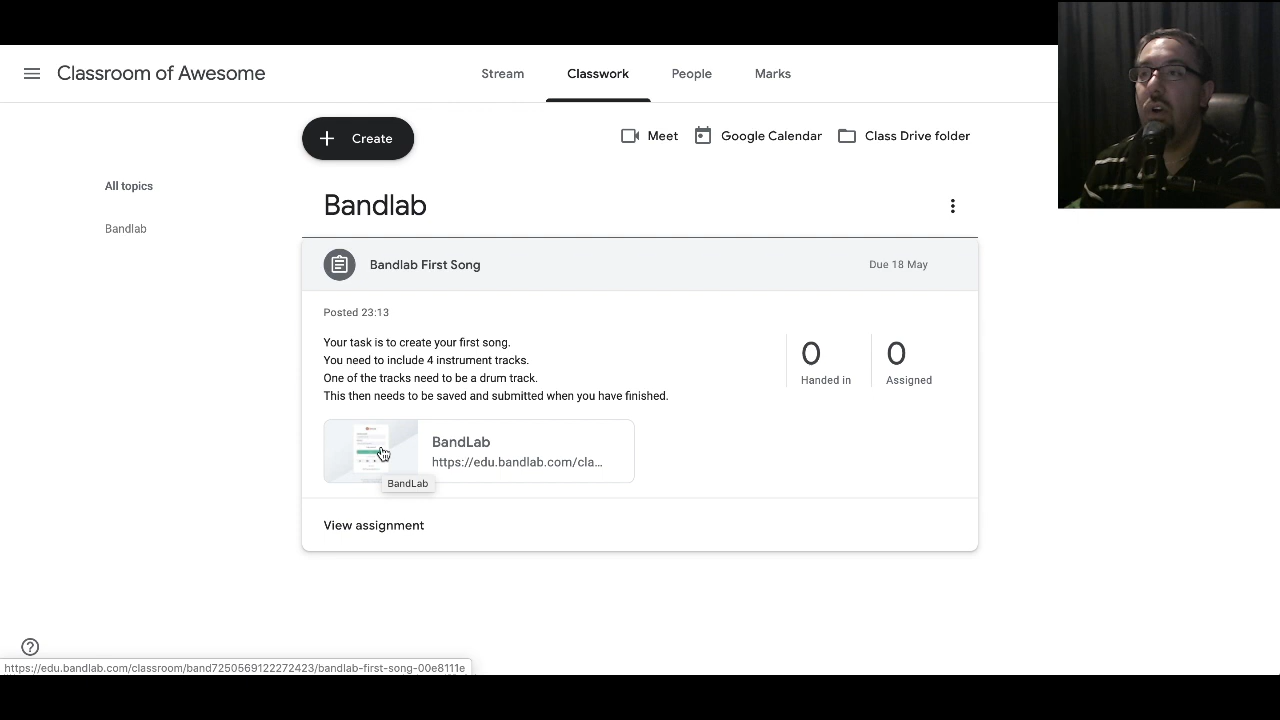 Classroom of Awesome
Stream
Classwork
People
Marks
Create
Meet
Google Calendar
Class Drive folder
All topics
Bandlab
Bandlab
Bandlab First Song
Due 18 May
Posted 23:13
Your task is to create your first song.
You need to include 4 instrument tracks.
One of the tracks need to be a drum track.
This then needs to be saved and submitted when you have finished.
0
Handed in
0
Assigned
BandLab
https://edu.bandlab.com/cla...
BandLab
View assignment
https://edu.bandlab.com/classroom/band7250569122272423/bandlab-first-song-00e8111e